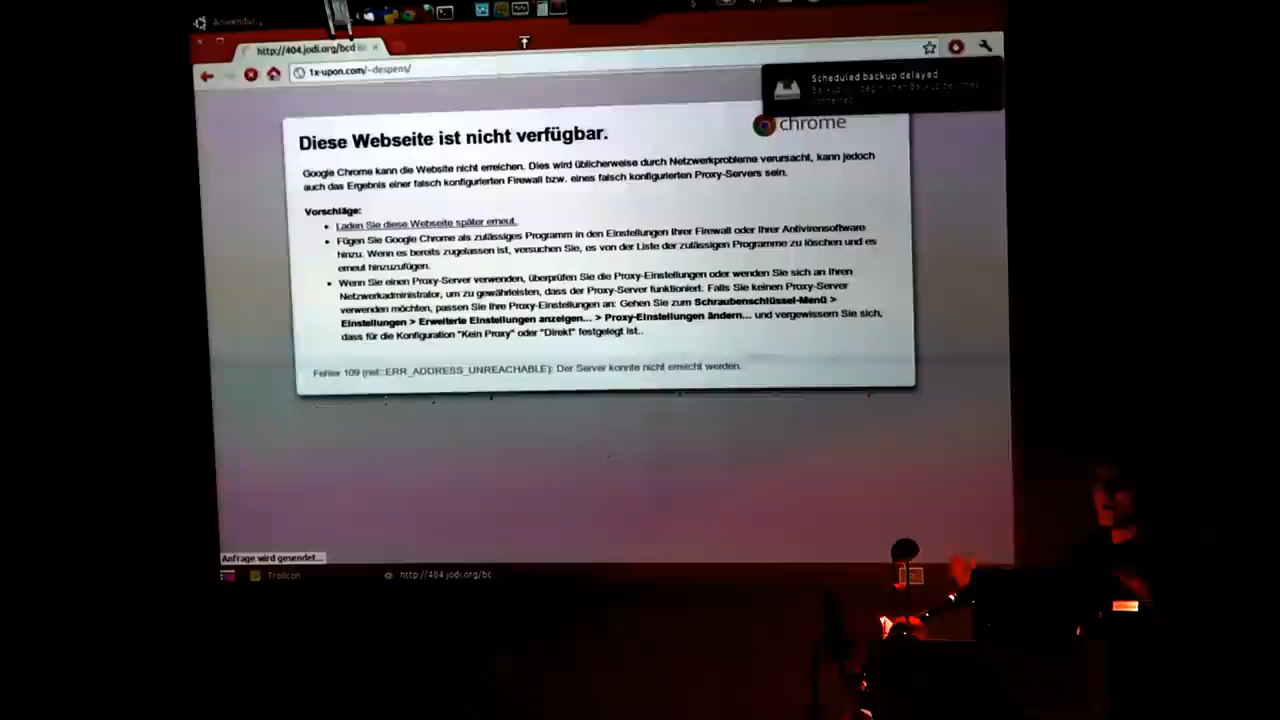 Anwendun
http://404.jodi.org/bcd
1x-upon.com/~despens/
Scheduled backup delayed
chrome
Diese Webseite ist nicht verfügbar.
Google Chrome kann die Website nicht erreichen. Dies wird üblicherweise durch Netzwerkprobleme verursacht, kann jedoch
auch das Ergebnis einer falsch konfigurierten Firewall bzw. eines falsch konfigurierten Proxy-Servers sein.
Vorschläge:
Laden Sie diese Webseite später erneut.
Fügen Sie Google Chrome als zulässiges Programm in den Einstellungen Ihrer Firewall oder Ihrer Antivirensoftware
hinzu. Wenn es bereits zugelassen ist, versuchen Sie, es von der Liste der zulässigen Programme zu löschen und es
erneut hinzuzufügen.
Wenn Sie einen Proxy-Server verwenden, überprüfen Sie die Proxy-Einstellungen oder wenden Sie sich an Ihren
Netzwerkadministrator, um zu gewährleisten, dass der Proxy-Server funktioniert. Falls Sie keinen Proxy-Server
verwenden möchten, passen Sie Ihre Proxy-Einstellungen an: Gehen Sie zum Schraubenschlüssel-Menü >
Einstellungen > Erweiterte Einstellungen anzeigen... > Proxy-Einstellungen ändern... und vergewissern Sie sich,
dass für die Konfiguration "Kein Proxy" oder "Direkt" festgelegt ist..
Fehler 109 (net::ERR_ADDRESS_UNREACHABLE): Der Server konnte nicht erreicht werden.
Anfrage wird gesendet...
Trollcon
http://404.jodi.org/bc